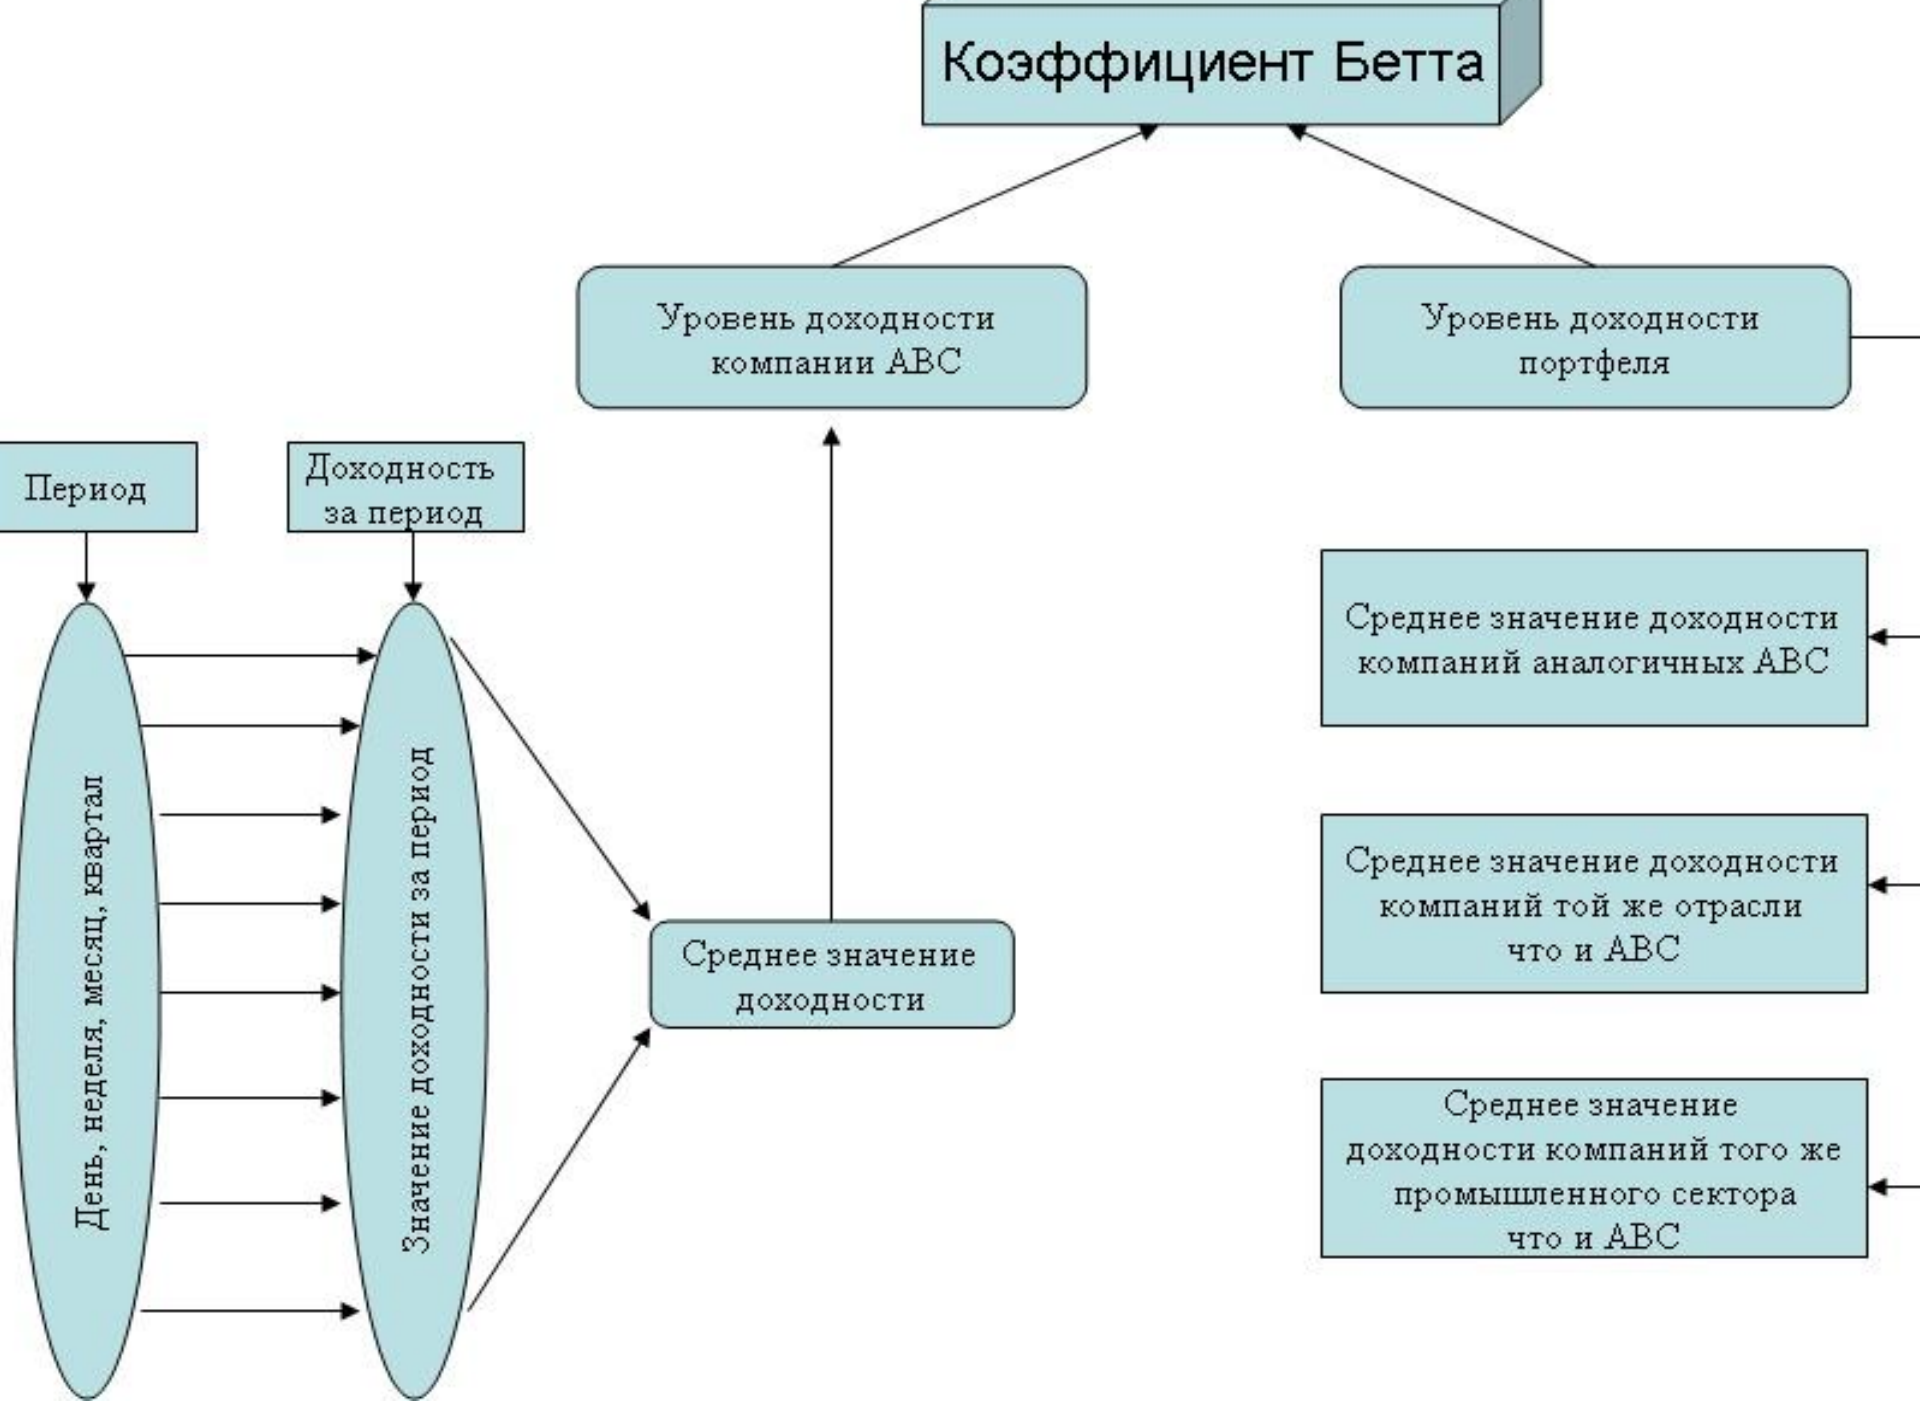 Коэффициент Бетта
Уровень доходности
компании ABC
Уровень доходности
портфеля
Период
Доходность
за период
День, неделя, месяц, квартал
Значение доходности за период
Среднее значение
доходности
Среднее значение доходности
компаний аналогичных ABC
Среднее значение доходности
компаний той же отрасли
что и ABC
Среднее значение
доходности компаний того же
промышленного сектора
что и ABC